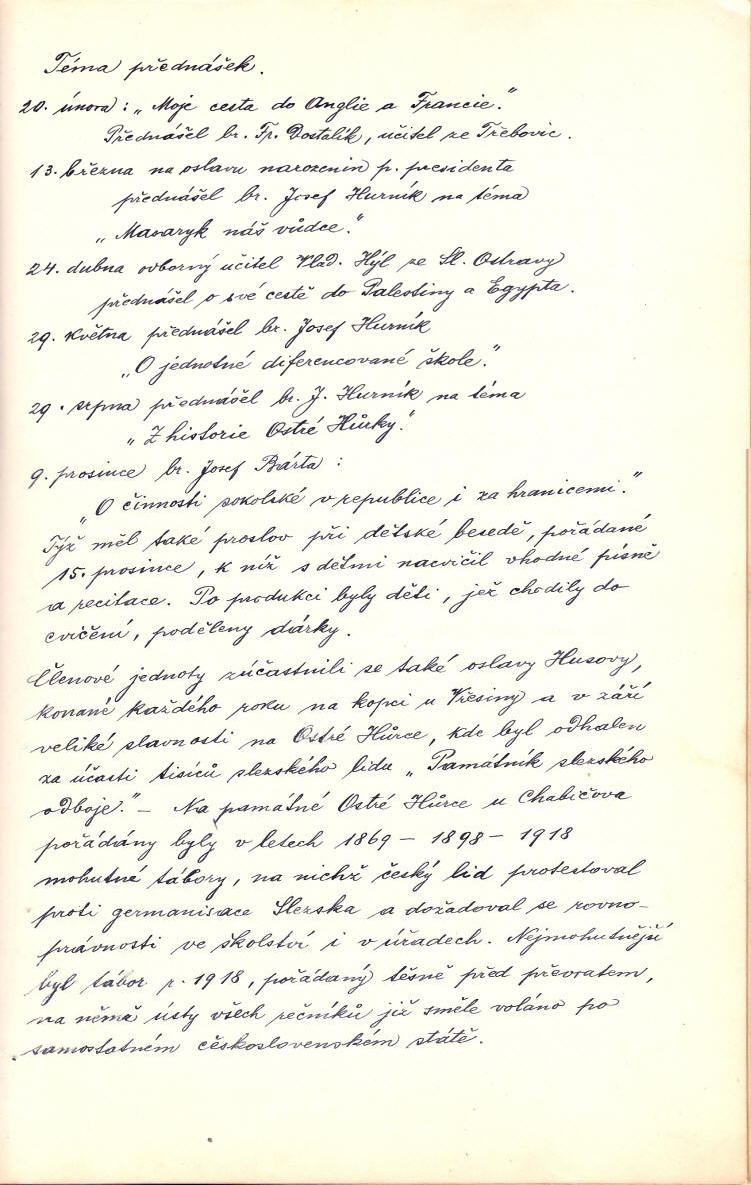 Téma přednášek.
20. února: „Moje cesta do Anglie a Francie."
Přednášel br. Fr. Dostalík, učitel ze Třebovic.
13. března na oslavu narozenin p. presidenta
přednášel br. Josef Hurník na téma
„Masaryk náš vůdce."
24. dubna odborný učitel Vlad. Hýl ze Sl. Ostravy
přednášel o své cestě do Palestiny a Egypta.
29. května přednášel br. Josef Hurník
„O jednotné diferencované škole."
29. srpna přednášel br. J. Hurník na téma
„Z historie Ostré Hůrky."
9. prosince br. Josef Bárta:
„O činnosti sokolské v republice i za hranicemi."
Týž měl také proslov při dětské besedě, pořádané
15. prosince, k níž s dětmi nacvičil vhodné písně
a recitace. Po produkci byly děti, jež chodily do
cvičení, poděleny dárky.
Členové jednoty zúčastnili se také oslavy Husovy,
konané každého roku na kopci u Vřesiny a v září
veliké slavnosti na Ostré Hůrce, kde byl odhalen
za účasti tisíců slezského lidu „Památník slezského
odboje." – Na památné Ostré Hůrce u Chabičova
pořádány byly v letech 1869 – 1898 – 1918
mohutné tábory, na nichž český lid protestoval
proti germanisace Slezska a dožadoval se rovno-
právnosti ve školství i v úřadech. Nejmohutnější
byl tábor r. 1918, pořádaný těsně před převratem,
na němž ústy všech řečníků již směle voláno po
samostatném československém státě.